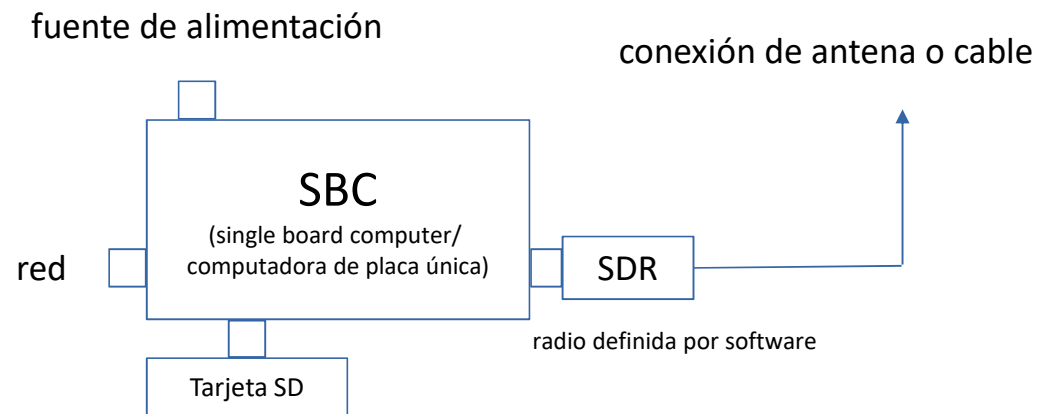 fuente de alimentación
conexión de antena o cable
SBC
(single board computer/
computadora de placa única)
red
SDR
radio definida por software
Tarjeta SD